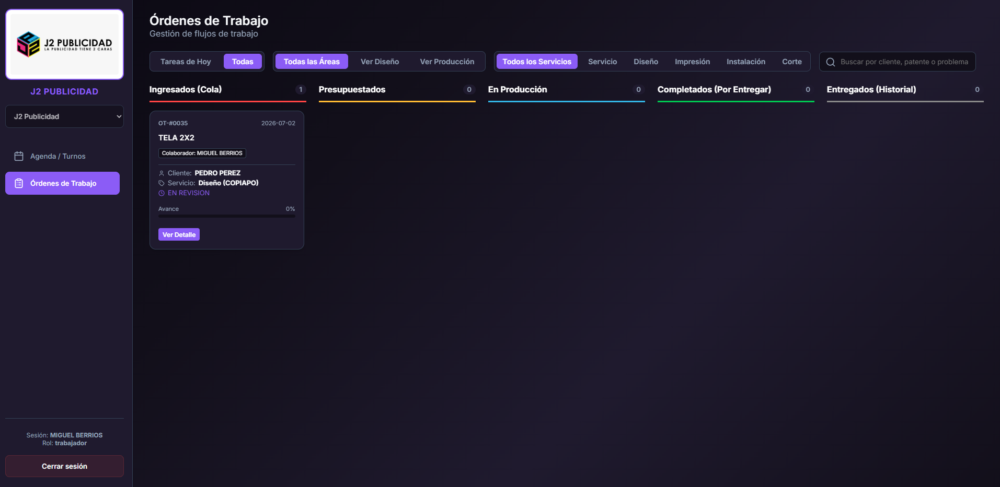 J2 PUBLICIDAD
LA PUBLICIDAD TIENE 2 CARAS
J2 PUBLICIDAD
J2 Publicidad
Agenda / Turnos
Órdenes de Trabajo
Sesión: MIGUEL BERRIOS
Rol: trabajador
Cerrar sesión
Órdenes de Trabajo
Gestión de flujos de trabajo
Tareas de Hoy Todas Todas las Áreas Ver Diseño Ver Producción Todos los Servicios Servicio Diseño Impresión Instalación Corte Buscar por cliente, patente o problema
Ingresados (Cola) 1 Presupuestados 0 En Producción 0 Completados (Por Entregar) 0 Entregados (Historial) 0
OT-#0035 2026-07-02
TELA 2X2
Colaborador: MIGUEL BERRIOS
Cliente: PEDRO PEREZ
Servicio: Diseño (COPIAPO)
EN REVISION
Avance 0%
Ver Detalle